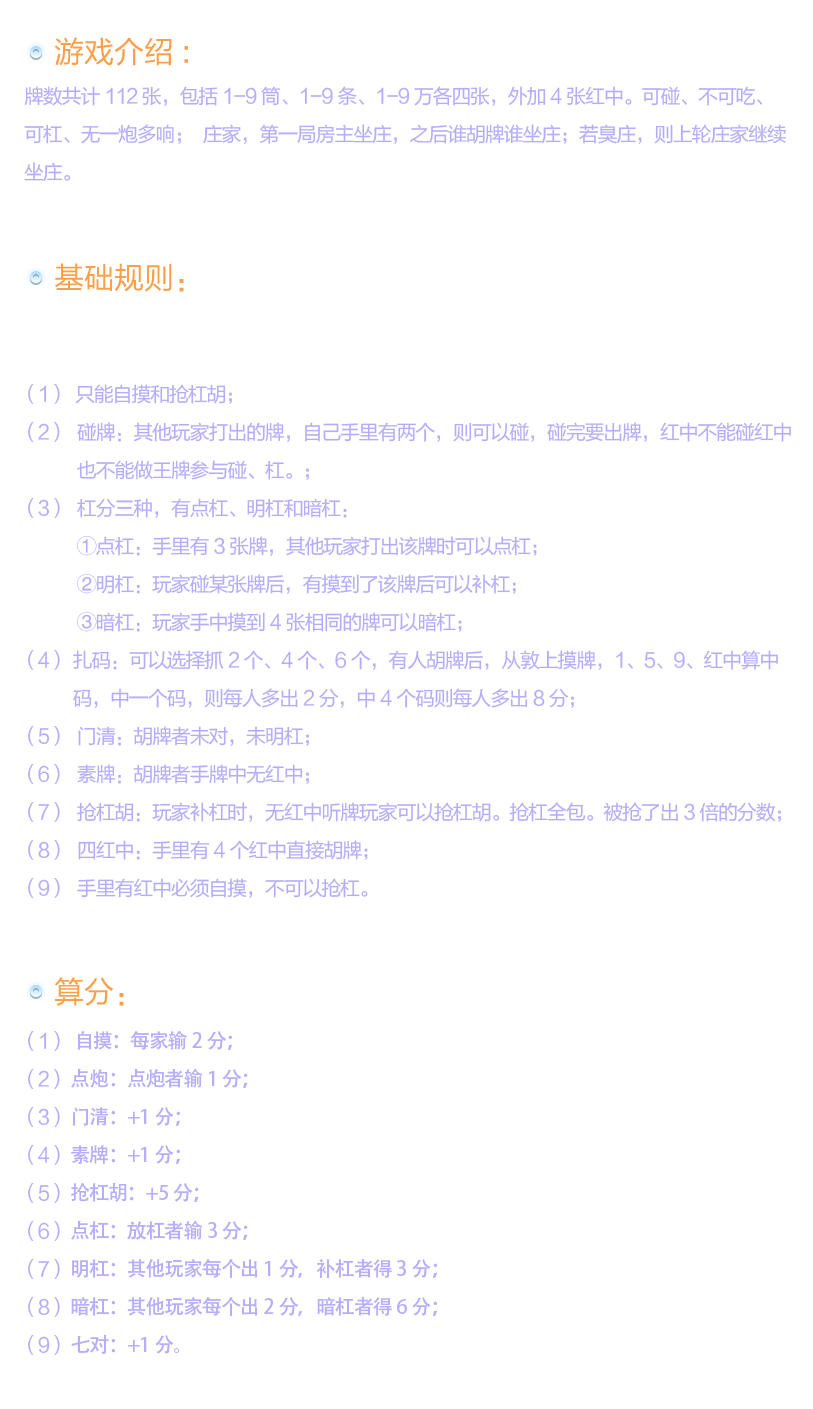 游戏介绍：
牌数共计 112 张，包括 1-9 筒、1-9 条、1-9 万各四张，外加 4 张红中。可碰、不可吃、
可杠、无一炮多响； 庄家，第一局房主坐庄，之后谁胡牌谁坐庄；若臭庄，则上轮庄家继续
坐庄。
基础规则：
（1） 只能自摸和抢杠胡；
（2） 碰牌：其他玩家打出的牌，自己手里有两个，则可以碰，碰完要出牌，红中不能碰红中
也不能做王牌参与碰、杠。；
（3） 杠分三种，有点杠、明杠和暗杠：
①点杠：手里有 3 张牌，其他玩家打出该牌时可以点杠；
②明杠：玩家碰某张牌后，有摸到了该牌后可以补杠；
③暗杠：玩家手中摸到 4 张相同的牌可以暗杠；
（4）扎码：可以选择抓 2 个、4 个、6 个，有人胡牌后，从敦上摸牌，1、5、9、红中算中
码，中一个码，则每人多出 2 分，中 4 个码则每人多出 8 分；
（5） 门清：胡牌者未对，未明杠；
（6） 素牌：胡牌者手牌中无红中；
（7） 抢杠胡：玩家补杠时，无红中听牌玩家可以抢杠胡。抢杠全包。被抢了出 3 倍的分数；
（8） 四红中：手里有 4 个红中直接胡牌；
（9） 手里有红中必须自摸，不可以抢杠。
算分：
（1） 自摸：每家输 2 分；
（2）点炮：点炮者输 1 分；
（3）门清：+1 分；
（4）素牌：+1 分；
（5）抢杠胡：+5 分；
（6）点杠：放杠者输 3 分；
（7）明杠：其他玩家每个出 1 分，补杠者得 3 分；
（8）暗杠：其他玩家每个出 2 分，暗杠者得 6 分；
（9）七对：+1 分。